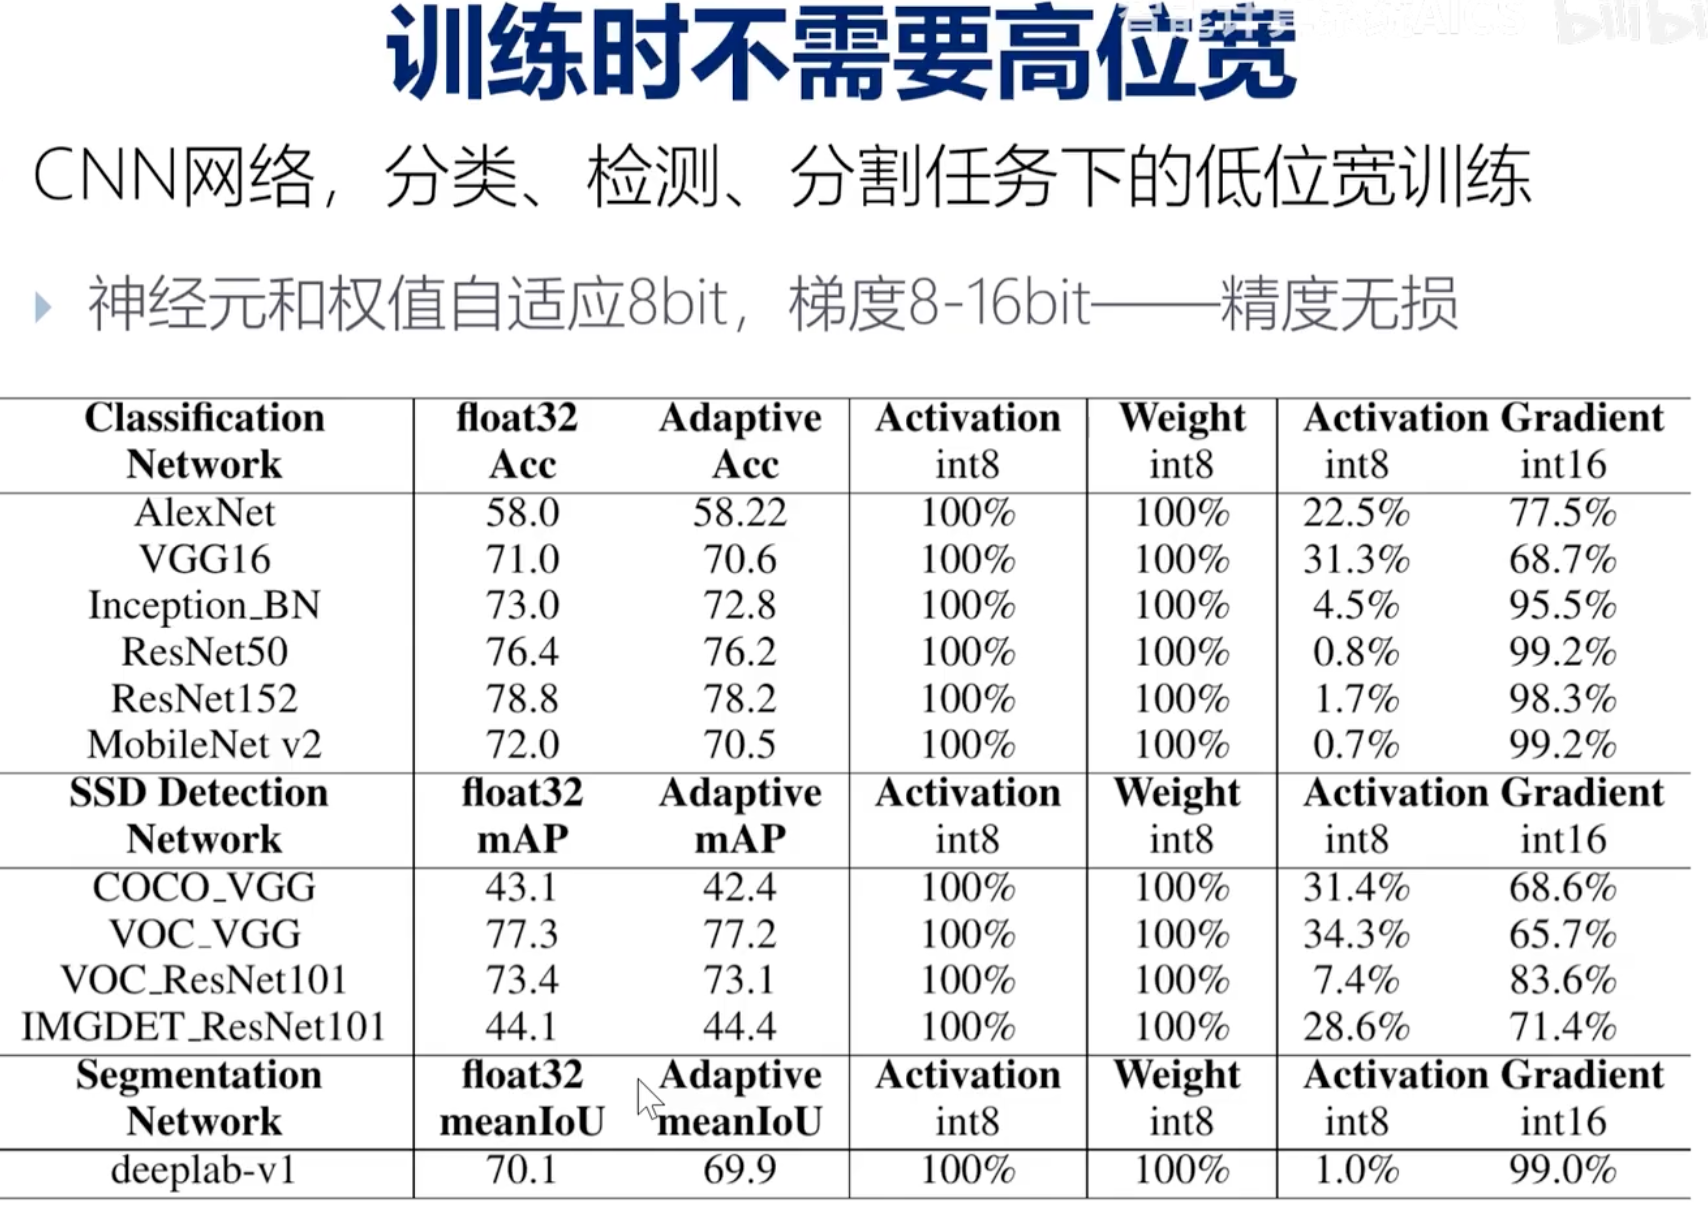 智能计算系统AICS bilibili
训练时不需要高位宽
CNN网络，分类、检测、分割任务下的低位宽训练
神经元和权值自适应8bit，梯度8-16bit——精度无损
Classification float32 Adaptive Activation Weight Activation Gradient
Network Acc Acc int8 int8 int8 int16
AlexNet 58.0 58.22 100% 100% 22.5% 77.5%
VGG16 71.0 70.6 100% 100% 31.3% 68.7%
Inception_BN 73.0 72.8 100% 100% 4.5% 95.5%
ResNet50 76.4 76.2 100% 100% 0.8% 99.2%
ResNet152 78.8 78.2 100% 100% 1.7% 98.3%
MobileNet v2 72.0 70.5 100% 100% 0.7% 99.2%
SSD Detection float32 Adaptive Activation Weight Activation Gradient
Network mAP mAP int8 int8 int8 int16
COCO_VGG 43.1 42.4 100% 100% 31.4% 68.6%
VOC_VGG 77.3 77.2 100% 100% 34.3% 65.7%
VOC_ResNet101 73.4 73.1 100% 100% 7.4% 83.6%
IMGDET_ResNet101 44.1 44.4 100% 100% 28.6% 71.4%
Segmentation float32 Adaptive Activation Weight Activation Gradient
Network meanIoU meanIoU int8 int8 int8 int16
deeplab-v1 70.1 69.9 100% 100% 1.0% 99.0%